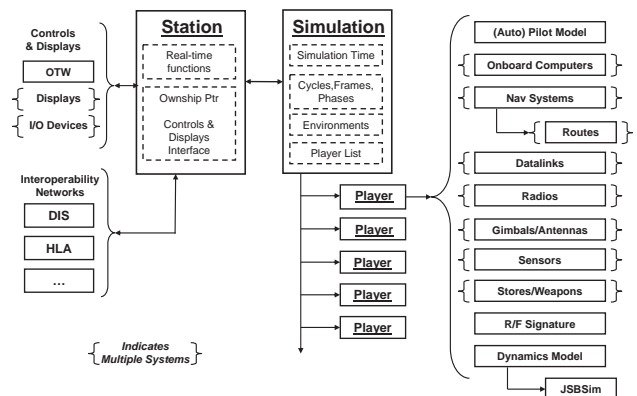 Controls
& Displays
OTW
Displays
I/O Devices
Interoperability
Networks
DIS
HLA
...
Indicates
Multiple Systems
Station
Real-time
functions
Ownship Ptr
Controls &
Displays
Interface
Simulation
Simulation Time
Cycles,Frames,
Phases
Environments
Player List
Player
Player
Player
Player
Player
(Auto) Pilot Model
Onboard Computers
Nav Systems
Routes
Datalinks
Radios
Gimbals/Antennas
Sensors
Stores/Weapons
R/F Signature
Dynamics Model
JSBSim